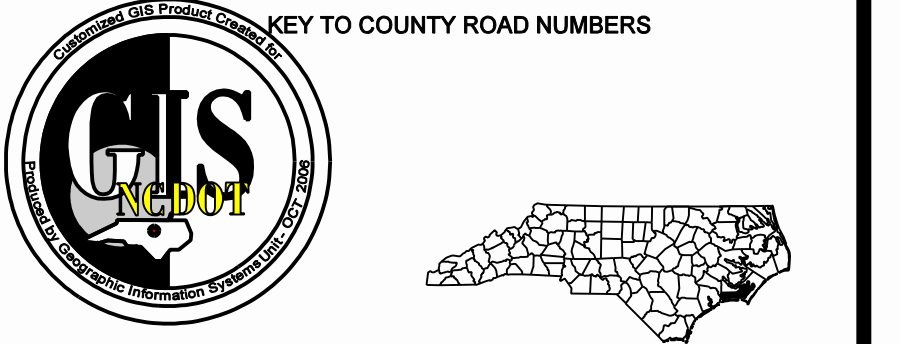 Customized GIS Product Created for
KEY TO COUNTY ROAD NUMBERS
GIS
NCDOT
Produced by Geographic Information Systems Unit - OCT 2006